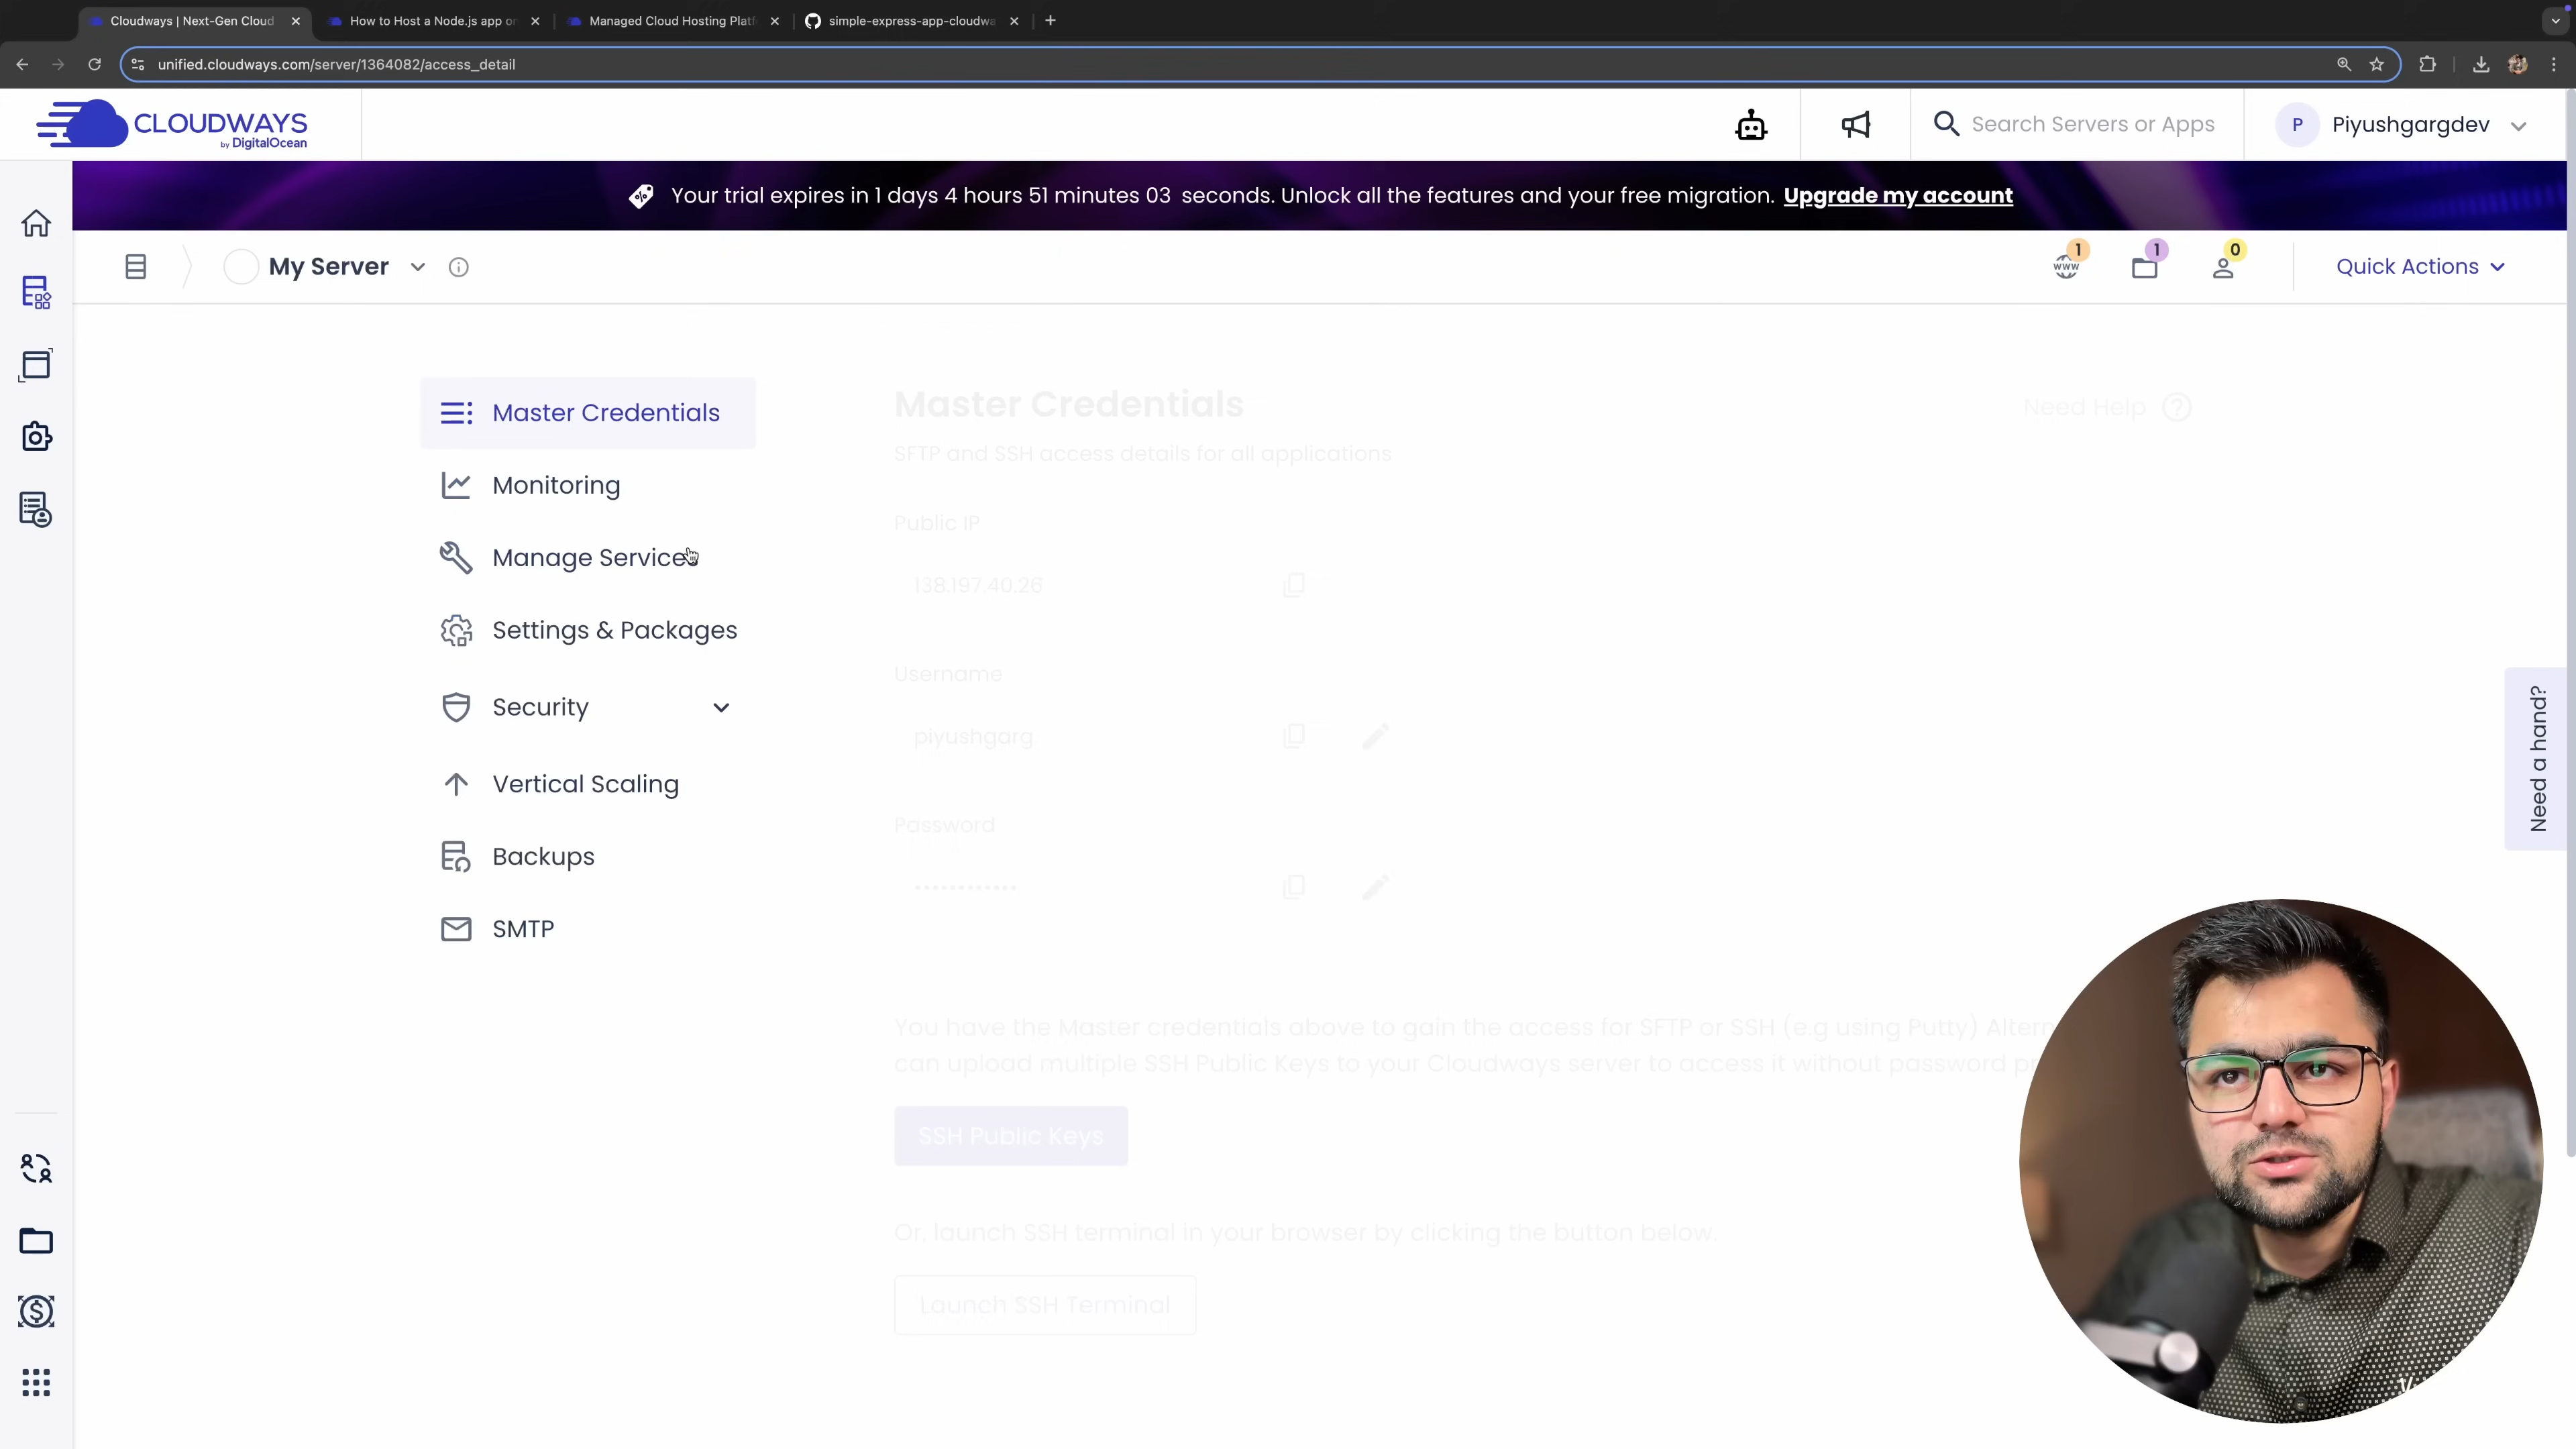 Cloudways | Next-Gen Cloud
How to Host a Node.js app on
Managed Cloud Hosting Platf
simple-express-app-cloudwa
unified.cloudways.com/server/1364082/access_detail
CLOUDWAYS
by DigitalOcean
Search Servers or Apps
P
Piyushgargdev
Your trial expires in 1 days 4 hours 51 minutes 03 seconds. Unlock all the features and your free migration. Upgrade my account
My Server
www
1
1
0
Quick Actions
Master Credentials
Monitoring
Manage Service
Settings & Packages
Security
Vertical Scaling
Backups
SMTP
Master Credentials
Need Help
SFTP and SSH access details for all applications
Public IP
138.197.40.26
Username
piyushgarg
Password
••••••••••••
You have the Master credentials above to gain the access for SFTP or SSH (e.g using Putty) Altern
can upload multiple SSH Public Keys to your Cloudways server to access it without password pr
SSH Public Keys
Or, launch SSH terminal in your browser by clicking the button below.
Launch SSH Terminal
Need a hand?